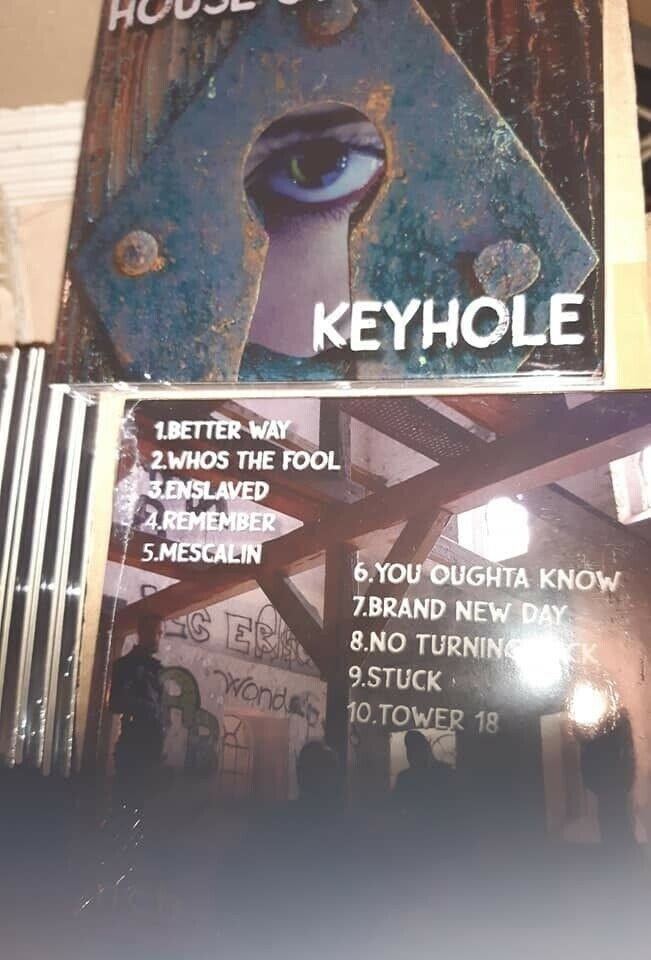 HOUSE O
KEYHOLE
1.BETTER WAY
2.WHOS THE FOOL
3.ENSLAVED
4.REMEMBER
5.MESCALIN
6.YOU OUGHTA KNOW
7.BRAND NEW DAY
8.NO TURNING
9.STUCK
10.TOWER 18